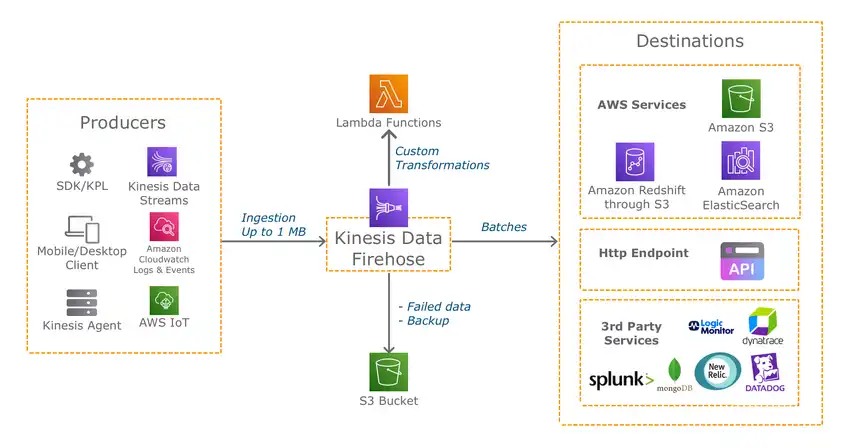 Destinations
Producers
SDK/KPL
Kinesis Data
Streams
Mobile/Desktop
Client
Amazon
Cloudwatch
Logs & Events
Kinesis Agent
AWS IoT
Ingestion
Up to 1 MB
Lambda Functions
Custom
Transformations
Kinesis Data
Firehose
- Failed data
- Backup
S3 Bucket
Batches
AWS Services
Amazon S3
Amazon Redshift
through S3
Amazon
ElasticSearch
Http Endpoint
API
3rd Party
Services
Logic
Monitor
dynatrace
splunk>
mongoDB
New
Relic.
DATADOG